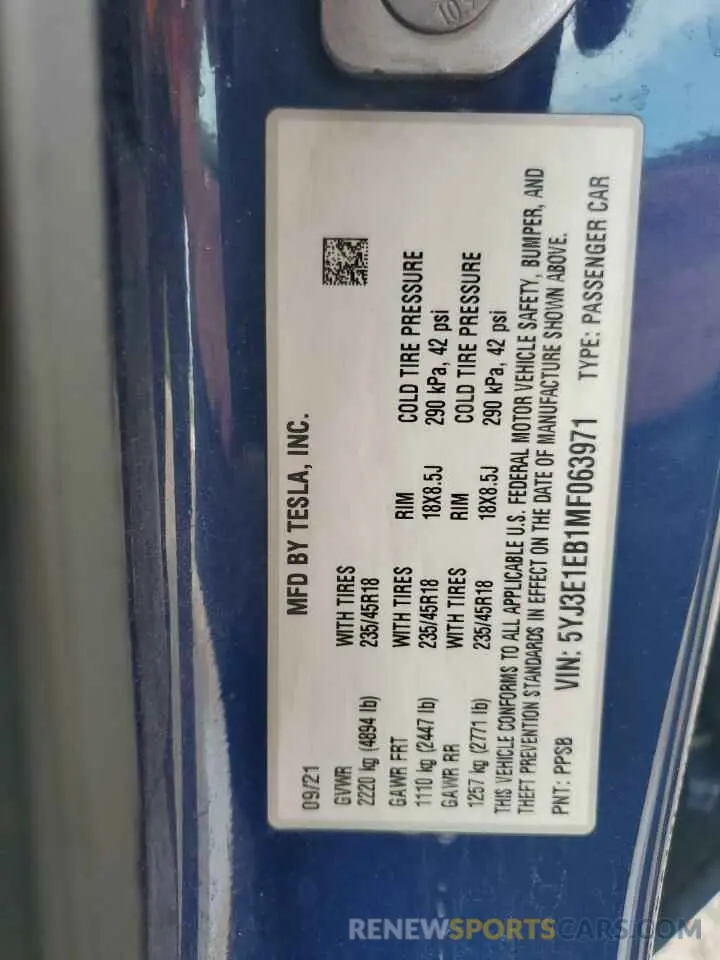 MFD BY TESLA, INC.
09/21
GVWR WITH TIRES
2220 kg (4894 lb) 235/45R18
GAWR FRT WITH TIRES RIM COLD TIRE PRESSURE
1110 kg (2447 lb) 235/45R18 18X8.5J 290 kPa, 42 psi
GAWR RR WITH TIRES RIM COLD TIRE PRESSURE
1257 kg (2771 lb) 235/45R18 18X8.5J 290 kPa, 42 psi
THIS VEHICLE CONFORMS TO ALL APPLICABLE U.S. FEDERAL MOTOR VEHICLE SAFETY, BUMPER, AND
THEFT PREVENTION STANDARDS IN EFFECT ON THE DATE OF MANUFACTURE SHOWN ABOVE.
PNT: PPSB VIN: 5YJ3E1EB1MF063971 TYPE: PASSENGER CAR
RENEWSPORTSCARS.COM